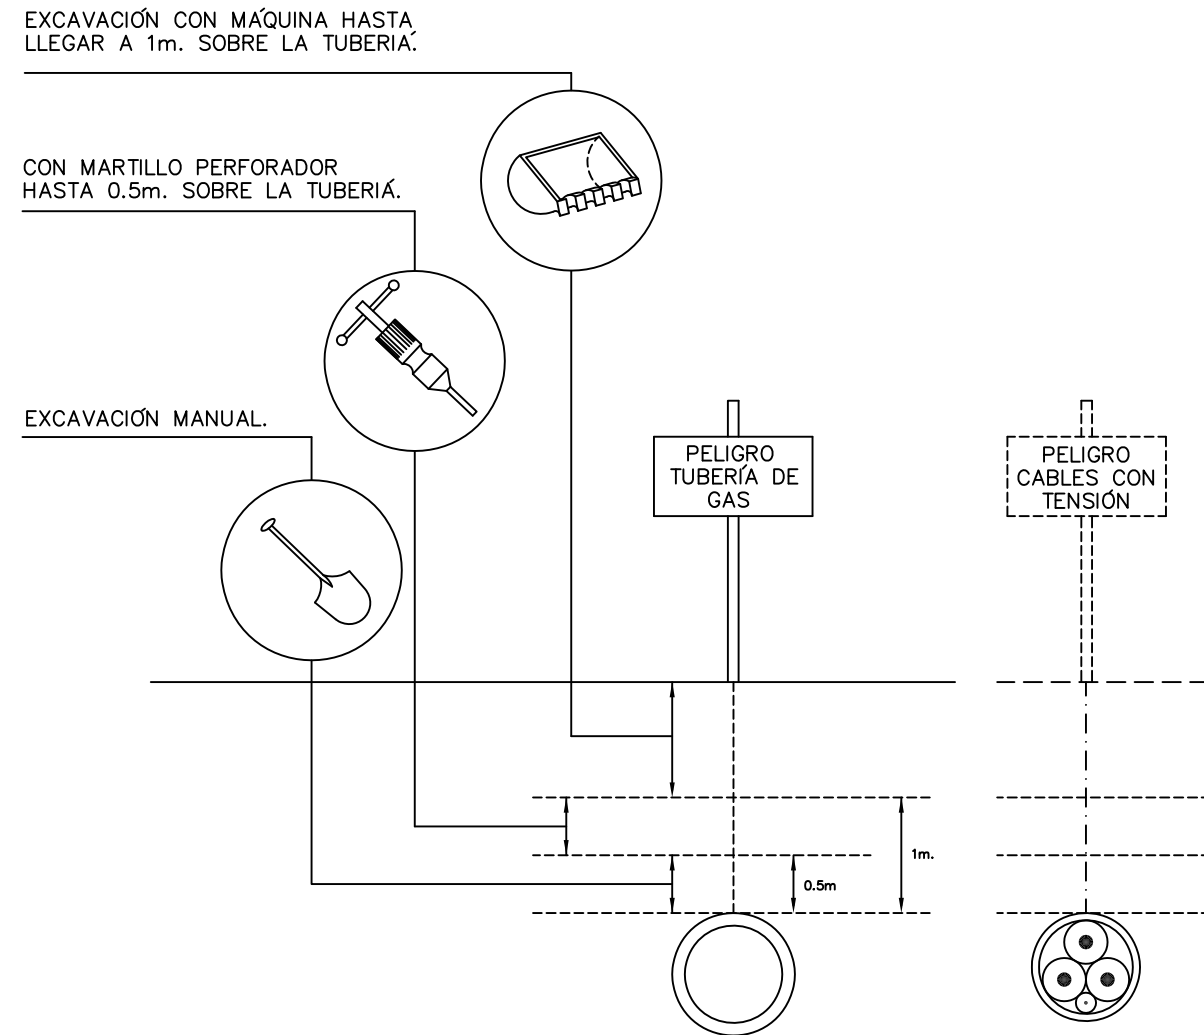 EXCAVACIÓN CON MÁQUINA HASTA
LLEGAR A 1m. SOBRE LA TUBERIÁ.
CON MARTILLO PERFORADOR
HASTA 0.5m. SOBRE LA TUBERIÁ.
EXCAVACIÓN MANUAL.
PELIGRO
TUBERÍA DE
GAS
PELIGRO
CABLES CON
TENSIÓN
1m.
0.5m